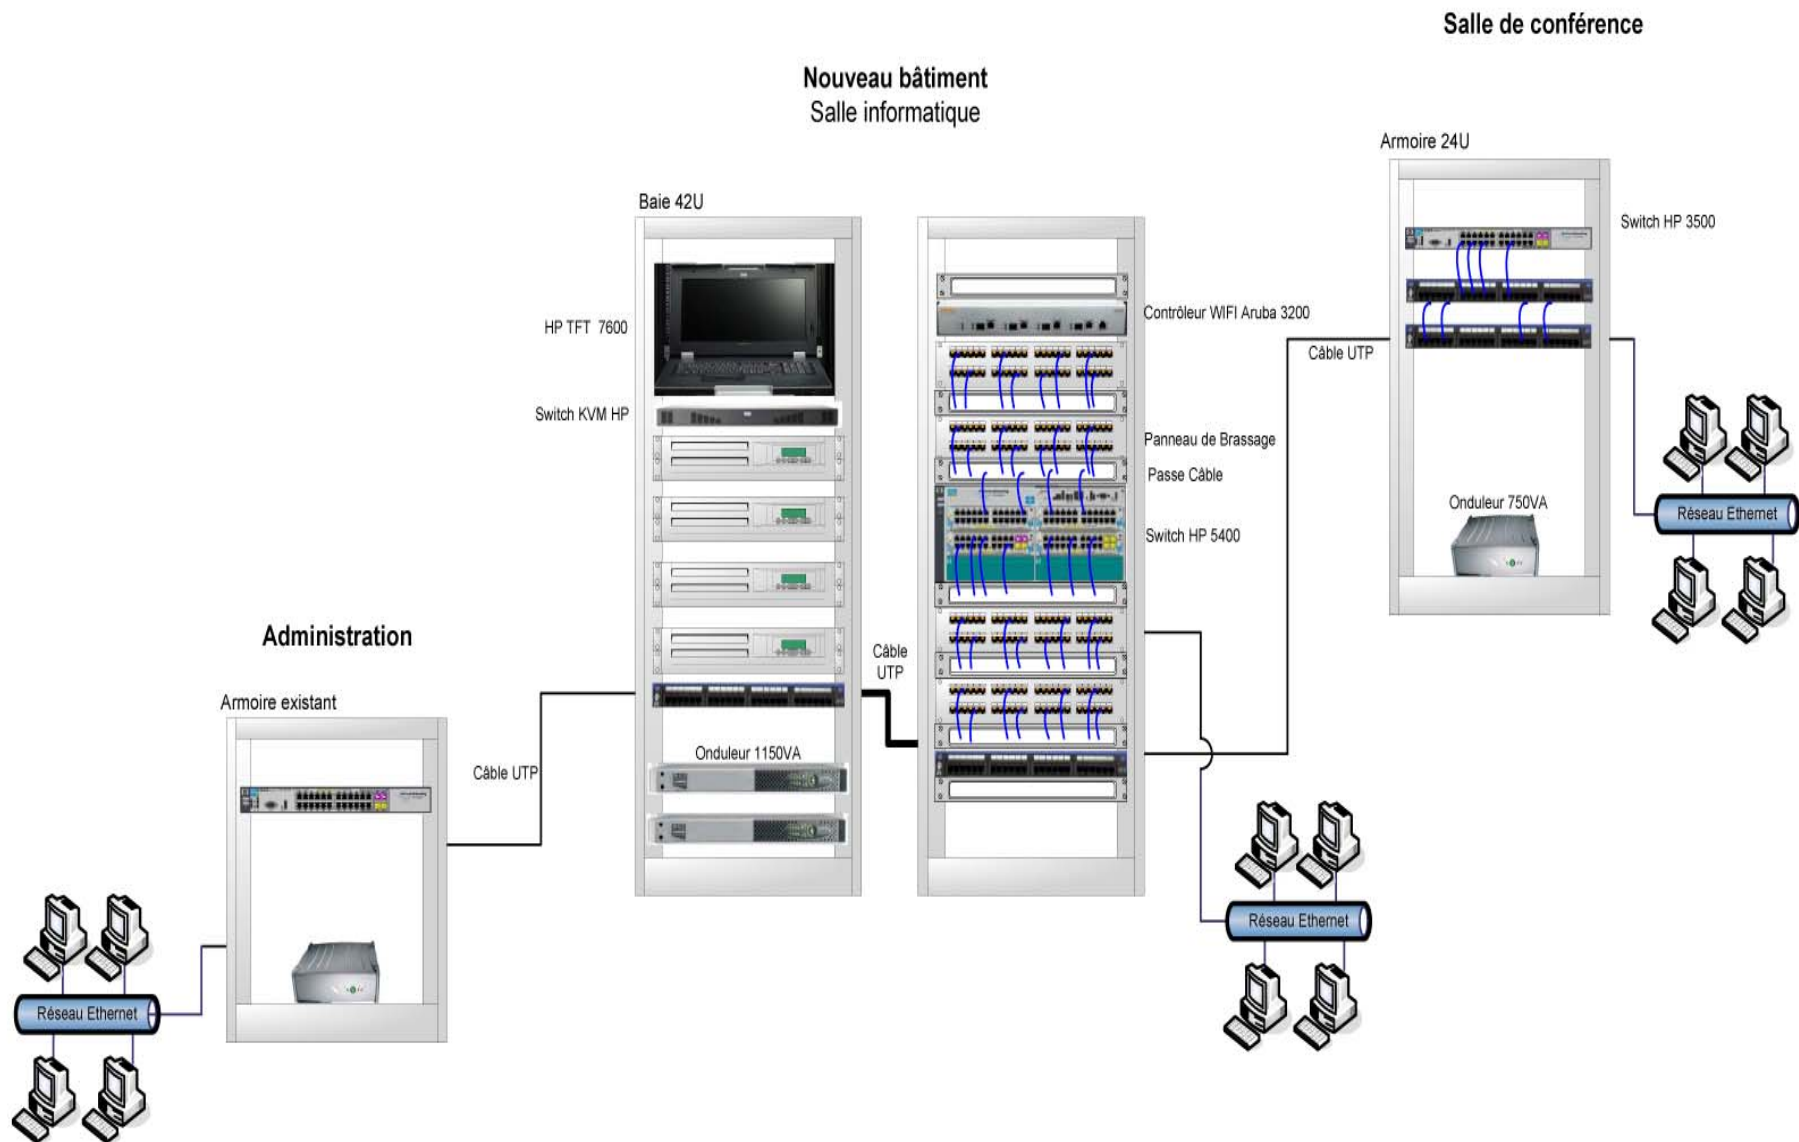 Salle de conférence
Nouveau bâtiment
Salle informatique
Armoire 24U
Baie 42U
Switch HP 3500
HP TFT  7600
Contrôleur WIFI Aruba 3200
Câble UTP
Switch KVM HP
Panneau de Brassage
Passe Câble
Onduleur 750VA
Réseau Ethernet
Switch HP 5400
Administration
Câble
UTP
Armoire existant
Onduleur 1150VA
Câble UTP
Réseau Ethernet
Réseau Ethernet